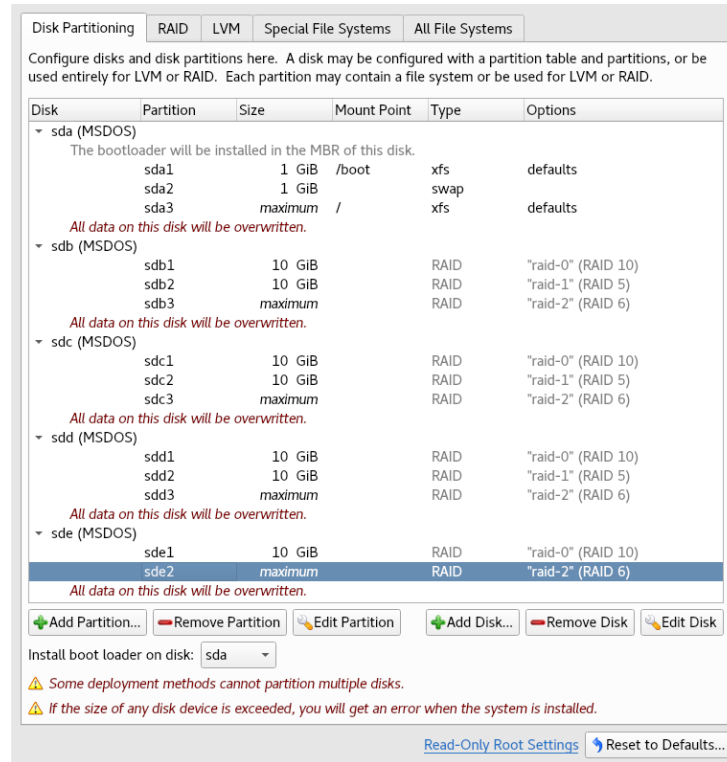 Disk Partitioning RAID LVM Special File Systems All File Systems
Configure disks and disk partitions here. A disk may be configured with a partition table and partitions, or be
used entirely for LVM or RAID. Each partition may contain a file system or be used for LVM or RAID.
Disk Partition Size Mount Point Type Options
sda (MSDOS)
The bootloader will be installed in the MBR of this disk.
sda1 1 GiB /boot xfs defaults
sda2 1 GiB swap
sda3 maximum / xfs defaults
All data on this disk will be overwritten.
sdb (MSDOS)
sdb1 10 GiB RAID "raid-0" (RAID 10)
sdb2 10 GiB RAID "raid-1" (RAID 5)
sdb3 maximum RAID "raid-2" (RAID 6)
All data on this disk will be overwritten.
sdc (MSDOS)
sdc1 10 GiB RAID "raid-0" (RAID 10)
sdc2 10 GiB RAID "raid-1" (RAID 5)
sdc3 maximum RAID "raid-2" (RAID 6)
All data on this disk will be overwritten.
sdd (MSDOS)
sdd1 10 GiB RAID "raid-0" (RAID 10)
sdd2 10 GiB RAID "raid-1" (RAID 5)
sdd3 maximum RAID "raid-2" (RAID 6)
All data on this disk will be overwritten.
sde (MSDOS)
sde1 10 GiB RAID "raid-0" (RAID 10)
sde2 maximum RAID "raid-2" (RAID 6)
All data on this disk will be overwritten.
Add Partition... Remove Partition Edit Partition Add Disk... Remove Disk Edit Disk
Install boot loader on disk: sda
Some deployment methods cannot partition multiple disks.
If the size of any disk device is exceeded, you will get an error when the system is installed.
Read-Only Root Settings Reset to Defaults...